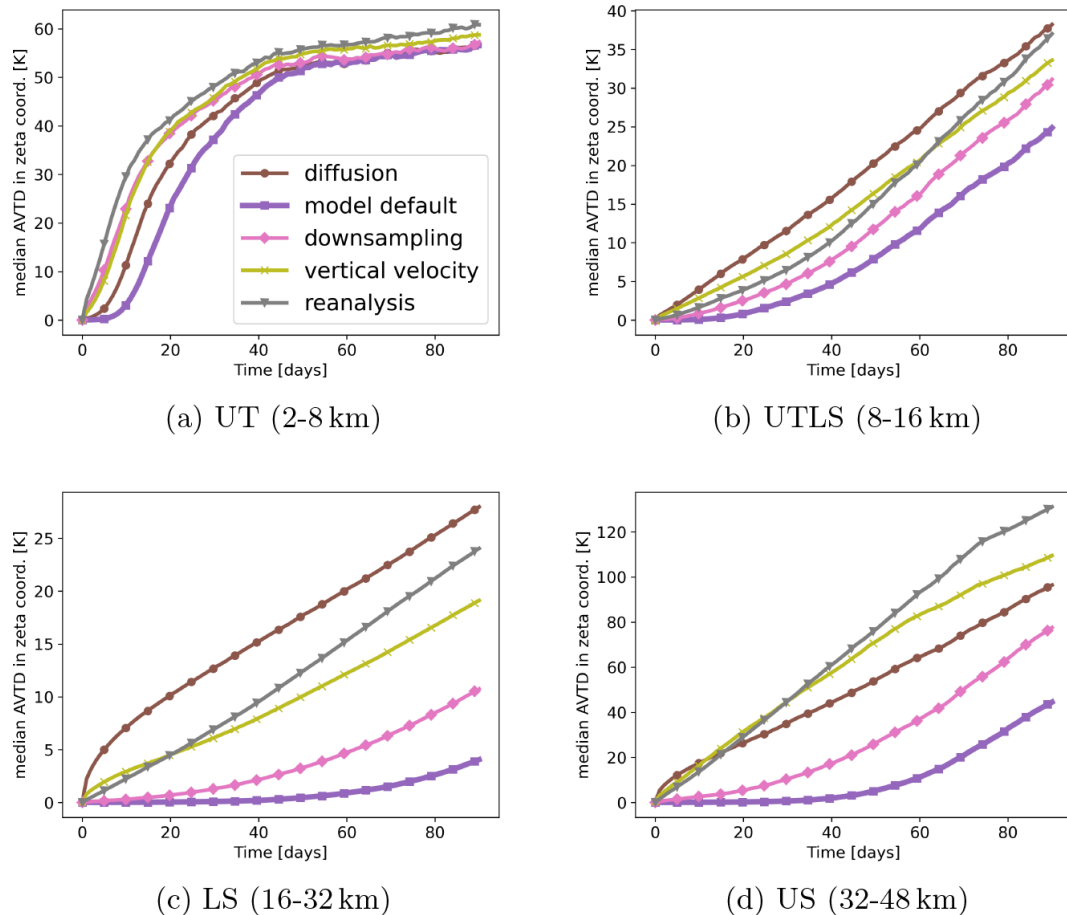 median AVTD in zeta coord. [K]
60
50
40
30
20
10
0
diffusion
model default
downsampling
vertical velocity
reanalysis
0 20 40 60 80
Time [days]
(a) UT (2-8 km)
median AVTD in zeta coord. [K]
40
35
30
25
20
15
10
5
0
0 20 40 60 80
Time [days]
(b) UTLS (8-16 km)
median AVTD in zeta coord. [K]
25
20
15
10
5
0
0 20 40 60 80
Time [days]
(c) LS (16-32 km)
median AVTD in zeta coord. [K]
120
100
80
60
40
20
0
0 20 40 60 80
Time [days]
(d) US (32-48 km)